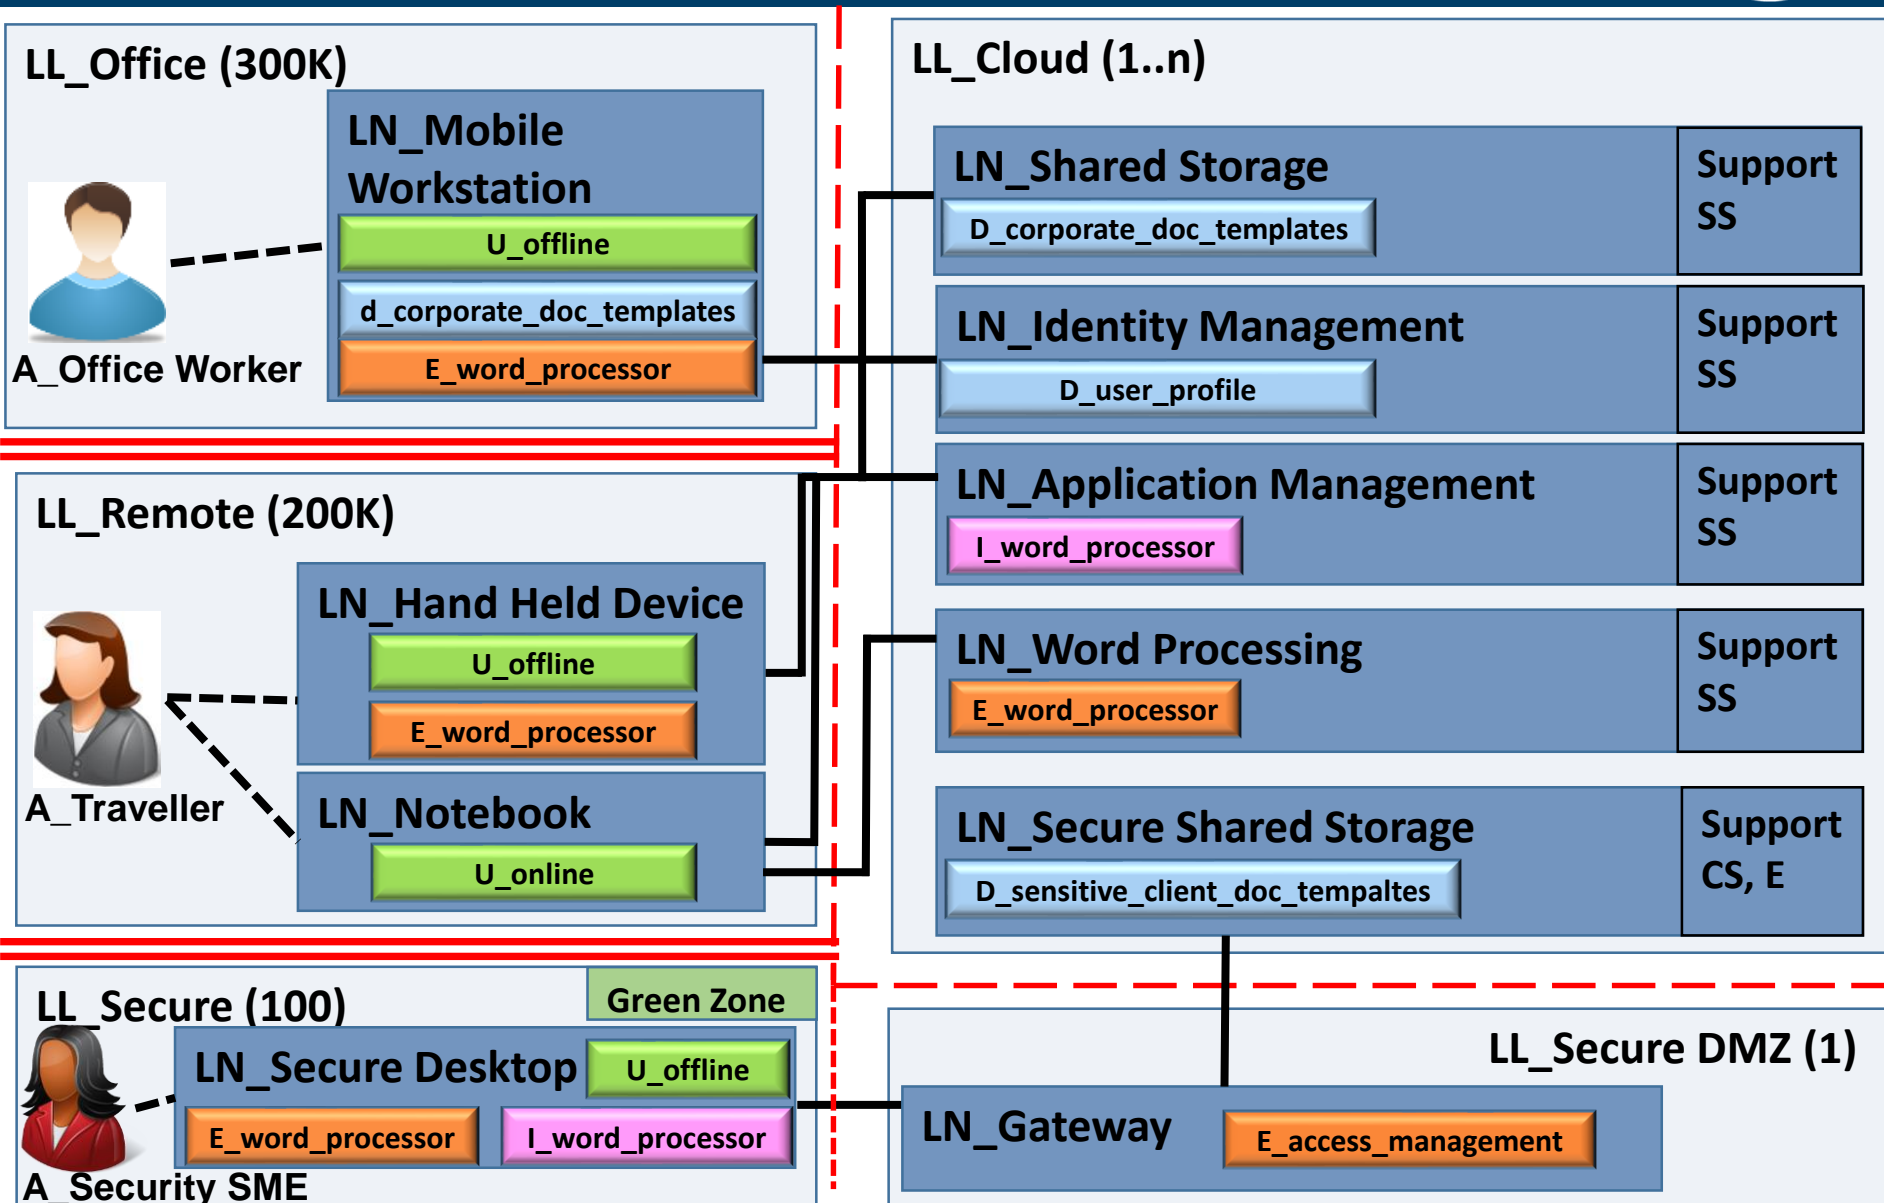 LL_Office (300K)
LN_Mobile
Workstation
U_offline
d_corporate_doc_templates
E_word_processor
A_Office Worker
LL_Remote (200K)
LN_Hand Held Device
U_offline
E_word_processor
A_Traveller
LN_Notebook
U_online
LL_Secure (100)
Green Zone
LN_Secure Desktop
U_offline
E_word_processor
I_word_processor
A_Security SME
LL_Cloud (1..n)
LN_Shared Storage
D_corporate_doc_templates
Support
SS
LN_Identity Management
D_user_profile
Support
SS
LN_Application Management
I_word_processor
Support
SS
LN_Word Processing
E_word_processor
Support
SS
LN_Secure Shared Storage
D_sensitive_client_doc_tempaltes
Support
CS, E
LL_Secure DMZ (1)
LN_Gateway
E_access_management